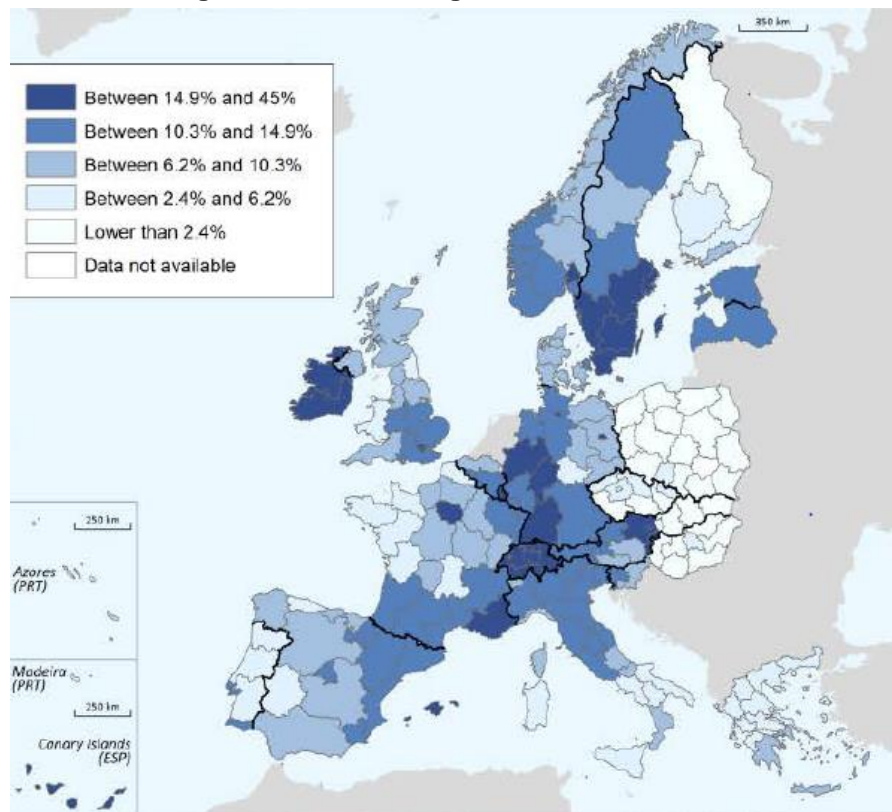 350 km
Between 14.9% and 45%
Between 10.3% and 14.9%
Between 6.2% and 10.3%
Between 2.4% and 6.2%
Lower than 2.4%
Data not available
250 km
Azores
(PRT)
Madeira
(PRT)
250 km
Canary Islands
(ESP)